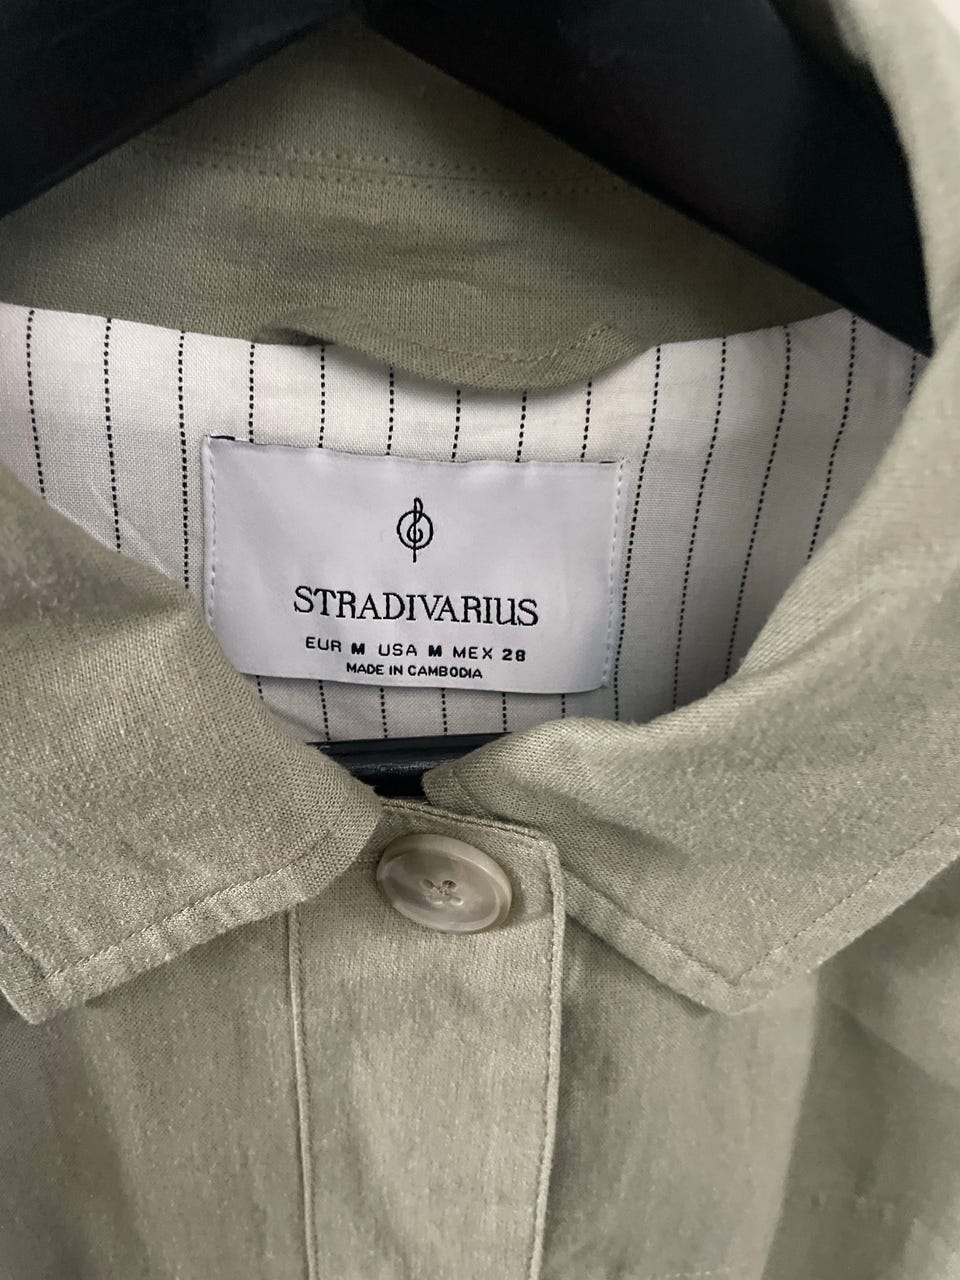 STRADIVARIUS
EUR M USA M MEX 28
MADE IN CAMBODIA